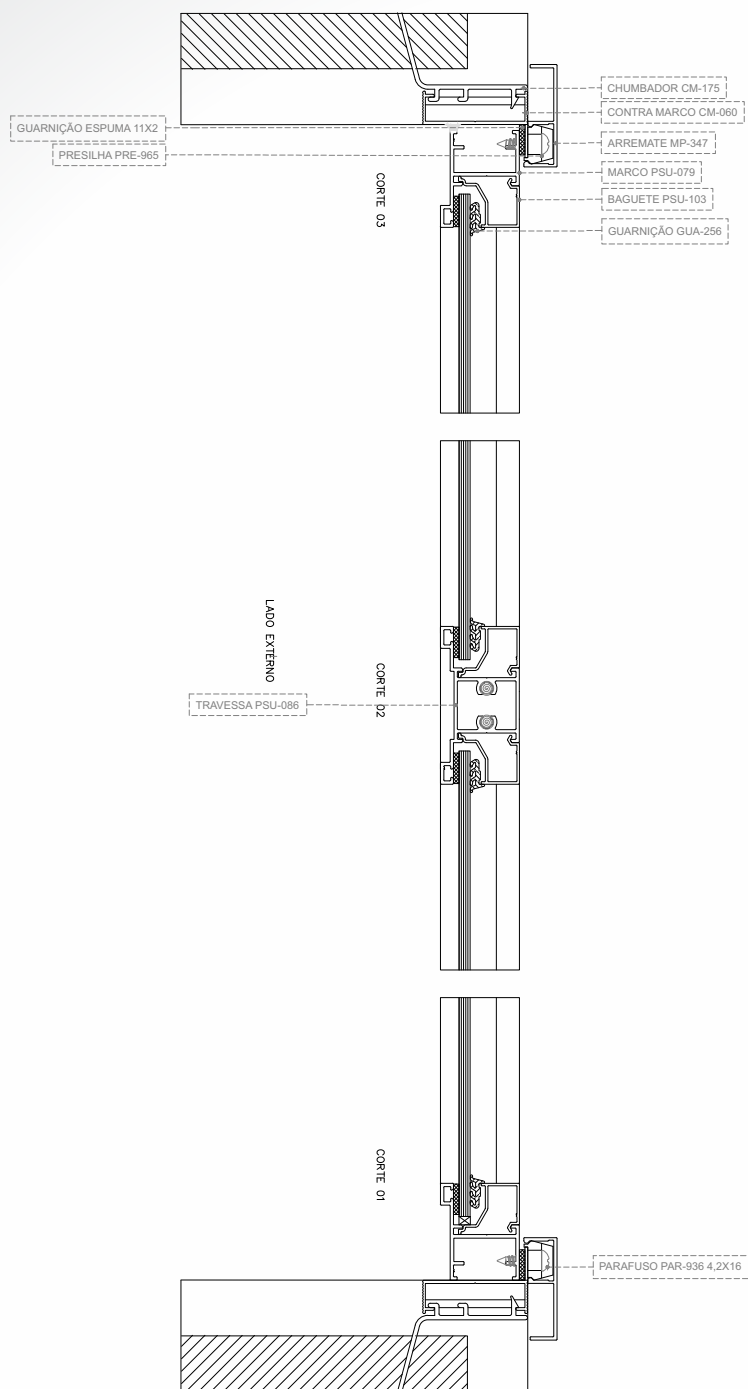 CHUMBADOR CM-175
CONTRA MARCO CM-060
GUARNIÇÃO ESPUMA 11X2
ARREMATE MP-347
PRESILHA PRE-965
MARCO PSU-079
BAGUETE PSU-103
CORTE 03
GUARNIÇÃO GUA-256
LADO EXTÉRNO
CORTE 02
TRAVESSA PSU-086
CORTE 01
PARAFUSO PAR-936 4,2X16